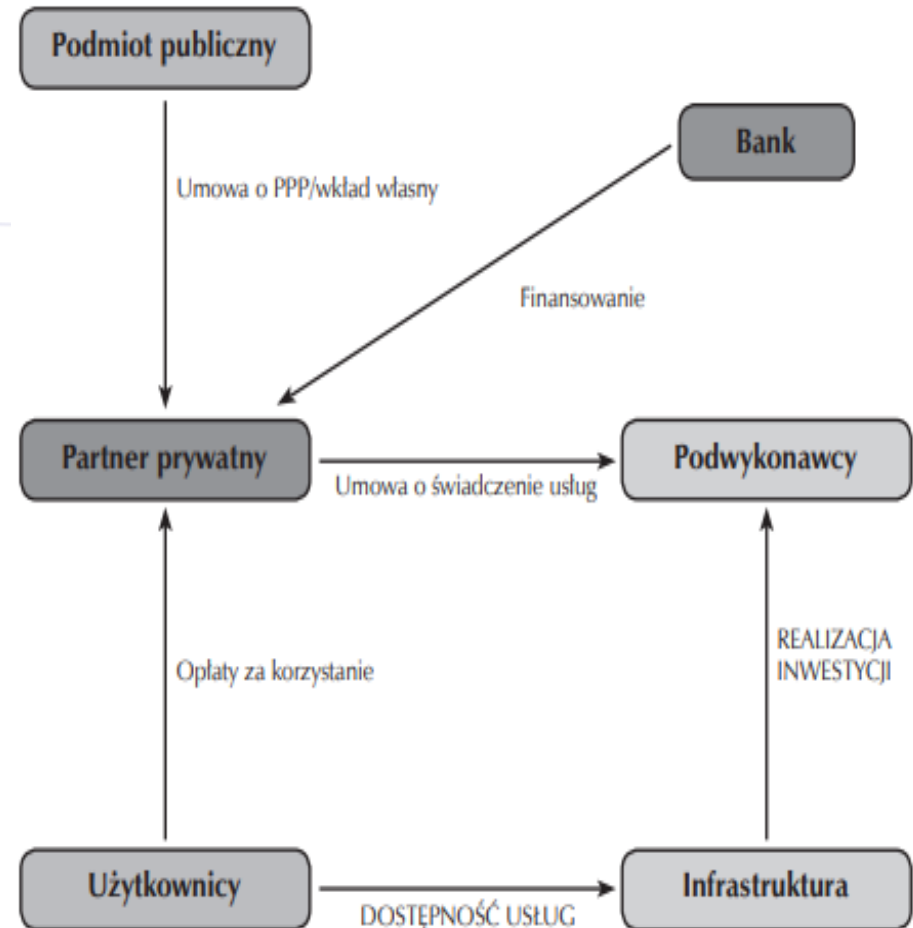 Podmiot publiczny
Bank
Umowa o PPP/wkład własny
Finansowanie
Partner prywatny
Podwykonawcy
Umowa o świadczenie usług
Opłaty za korzystanie
REALIZACJA
INWESTYCJI
Użytkownicy
Infrastruktura
DOSTĘPNOŚĆ USŁUG